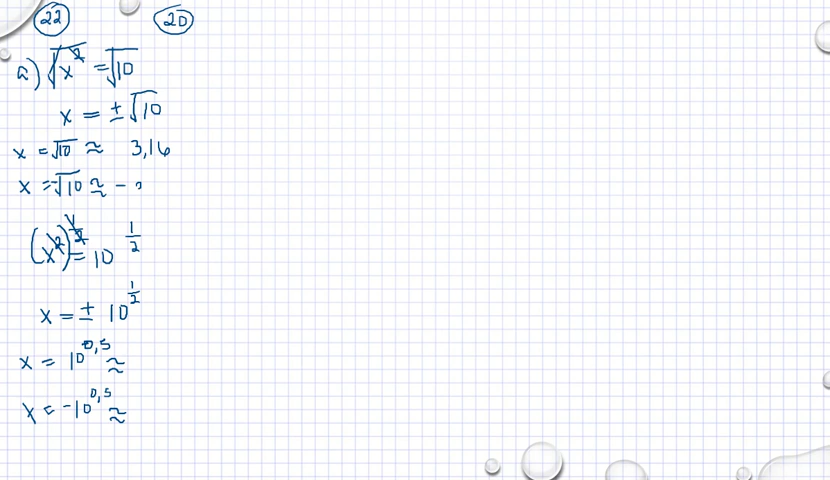 22 20
a) √x² = √10
x = ± √10
x = √10 ≈ 3,16
x = -√10 ≈ -
(x²)^(1/2) = 10^(1/2)
x = ± 10^(1/2)
x = 10^0,5 ≈
x = -10^0,5 ≈